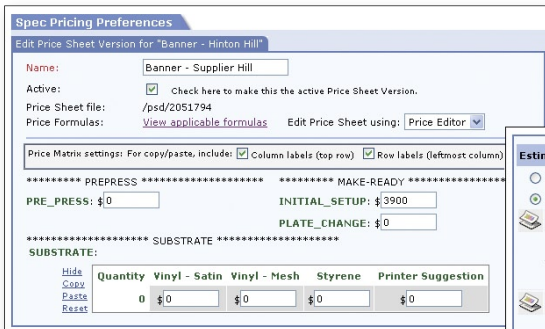 Spec Pricing Preferences
Edit Price Sheet Version for "Banner - Hinton Hill"
Name: Banner - Supplier Hill
Active: Check here to make this the active Price Sheet Version.
Price Sheet file: /psd/2051794
Price Formulas: View applicable formulas Edit Price Sheet using: Price Editor
Price Matrix settings: For copy/paste, include: Column labels (top row) Row labels (leftmost column)
********* PREPRESS ********************* ********* MAKE-READY *****************
PRE_PRESS: $ 0 INITIAL_SETUP: $ 3900
PLATE_CHANGE: $ 0
******************** SUBSTRATE *********************
SUBSTRATE:
Hide
Copy
Paste
Reset
Quantity Vinyl - Satin Vinyl - Mesh Styrene Printer Suggestion
0 $ 0 $ 0 $ 0 $ 0